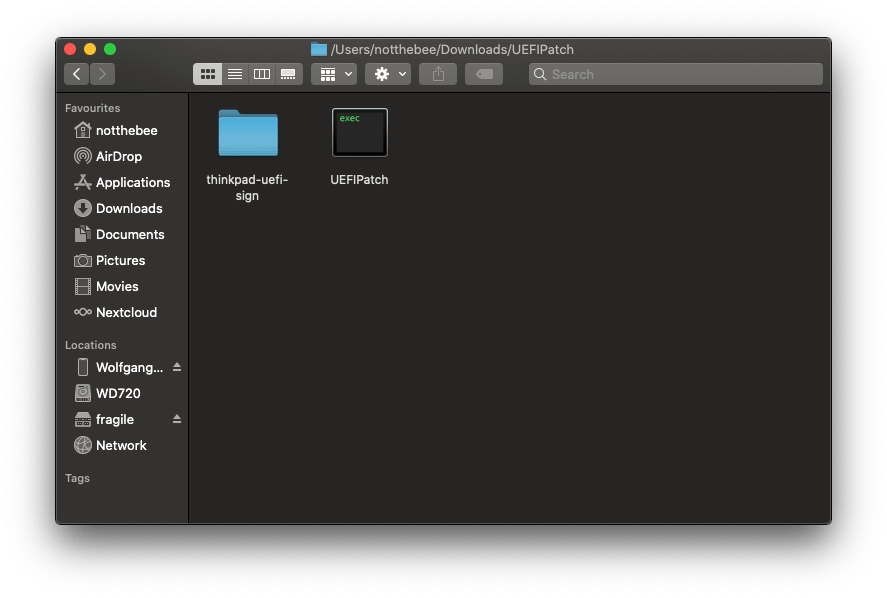 /Users/notthebee/Downloads/UEFIPatch
Search
Favourites
notthebee
AirDrop
Applications
Downloads
Documents
Pictures
Movies
Nextcloud
Locations
Wolfgang...
WD720
fragile
Network
Tags
exec
thinkpad-uefi-
sign
UEFIPatch